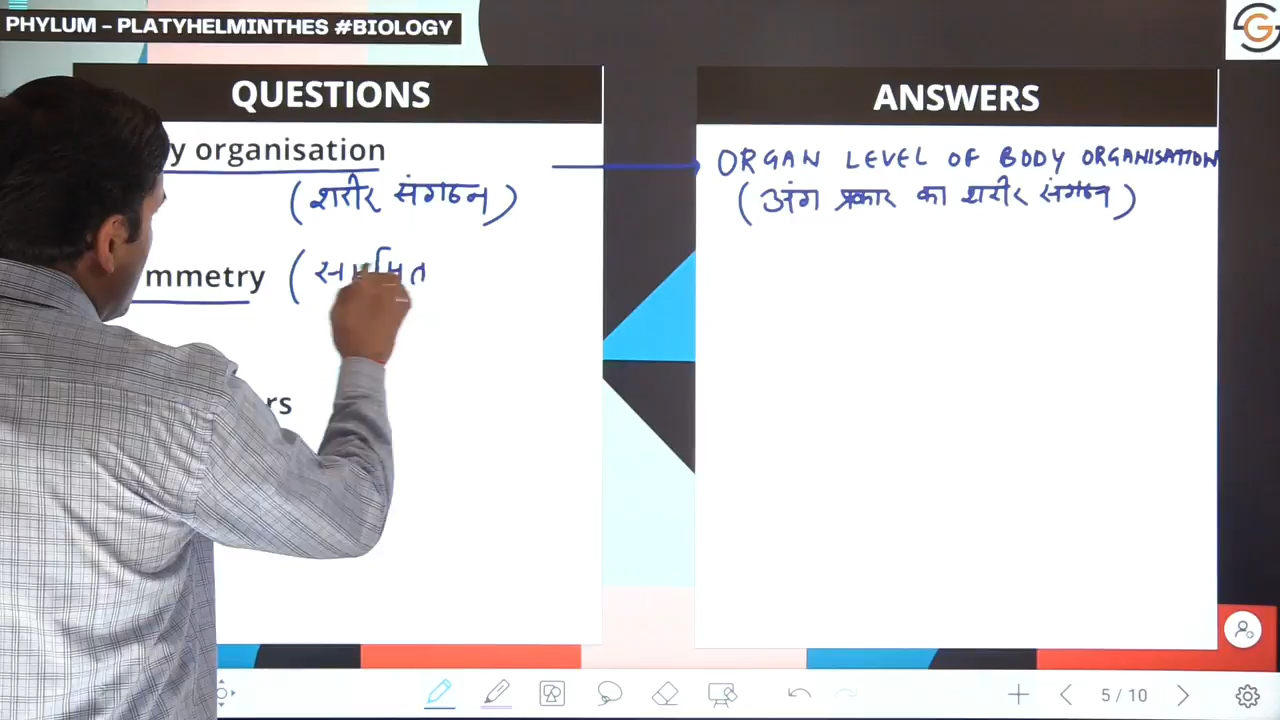 PHYLUM – PLATYHELMINTHES #BIOLOGY
QUESTIONS
ANSWERS
y organisation
ORGAN LEVEL OF BODY ORGANISATION
(शरीर संगठन)
(अंग प्रकार का शरीर संगठन)
mmetry (
rs
5 / 10